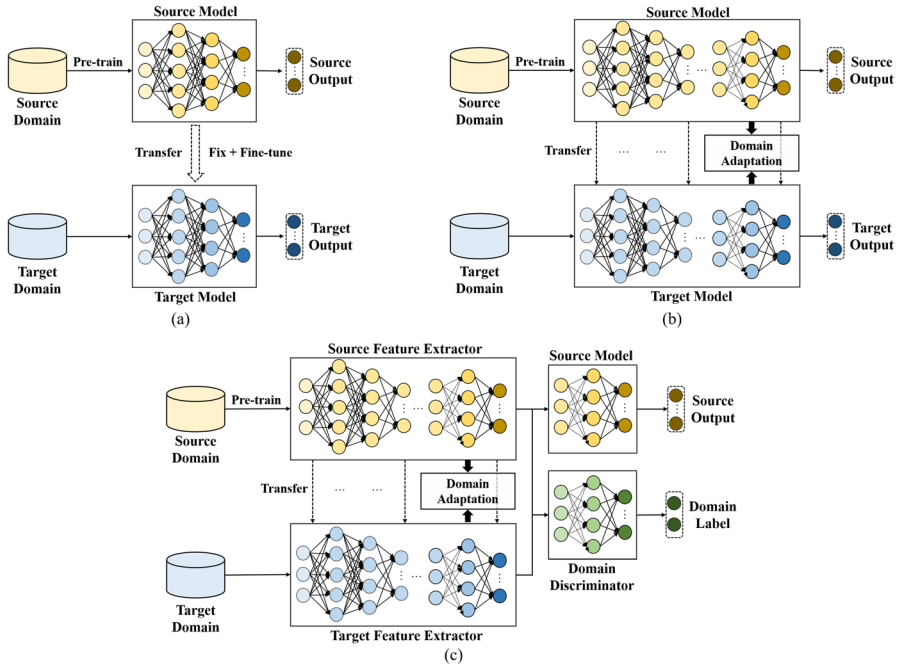 Source Model
Pre-train
Source
Output
Source
Domain
Transfer
Fix + Fine-tune
Target
Output
Target
Domain
Target Model
(a)
Source Model
Pre-train
Source
Output
Source
Domain
Transfer
... ...
Domain
Adaptation
Target
Output
Target
Domain
Target Model
(b)
Source Feature Extractor
Source Model
Pre-train
Source
Output
Source
Domain
Transfer
... ...
Domain
Adaptation
Domain
Label
Domain
Discriminator
Target
Domain
Target Feature Extractor
(c)